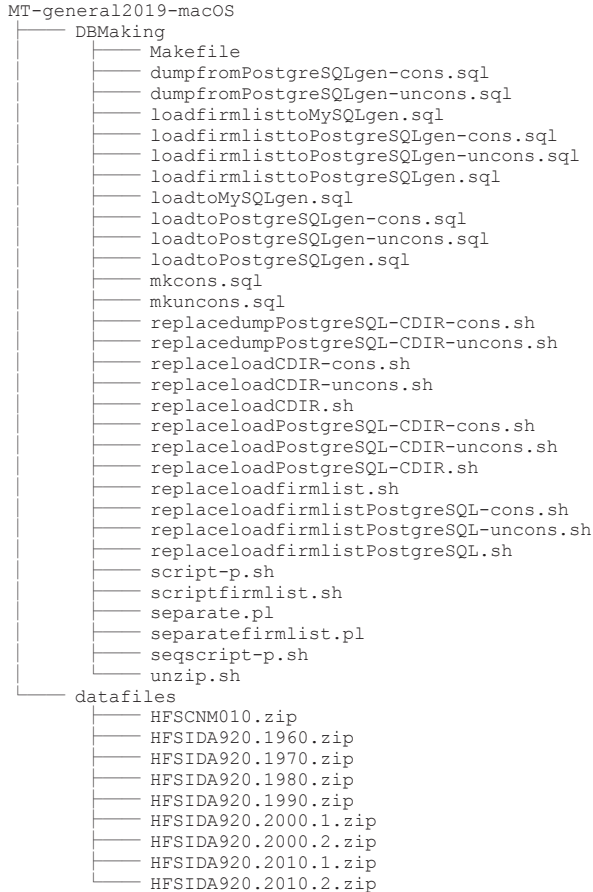 MT-general2019-macOS
├── DBMaking
│   ├── Makefile
│   ├── dumpfromPostgreSQLgen-cons.sql
│   ├── dumpfromPostgreSQLgen-uncons.sql
│   ├── loadfirmlisttoMySQLgen.sql
│   ├── loadfirmlisttoPostgreSQLgen-cons.sql
│   ├── loadfirmlisttoPostgreSQLgen-uncons.sql
│   ├── loadfirmlisttoPostgreSQLgen.sql
│   ├── loadtoMySQLgen.sql
│   ├── loadtoPostgreSQLgen-cons.sql
│   ├── loadtoPostgreSQLgen-uncons.sql
│   ├── loadtoPostgreSQLgen.sql
│   ├── mkcons.sql
│   ├── mkuncons.sql
│   ├── replacedumpPostgreSQL-CDIR-cons.sh
│   ├── replacedumpPostgreSQL-CDIR-uncons.sh
│   ├── replaceloadCDIR-cons.sh
│   ├── replaceloadCDIR-uncons.sh
│   ├── replaceloadCDIR.sh
│   ├── replaceloadPostgreSQL-CDIR-cons.sh
│   ├── replaceloadPostgreSQL-CDIR-uncons.sh
│   ├── replaceloadPostgreSQL-CDIR.sh
│   ├── replaceloadfirmlist.sh
│   ├── replaceloadfirmlistPostgreSQL-cons.sh
│   ├── replaceloadfirmlistPostgreSQL-uncons.sh
│   ├── replaceloadfirmlistPostgreSQL.sh
│   ├── script-p.sh
│   ├── scriptfirmlist.sh
│   ├── separate.pl
│   ├── separatefirmlist.pl
│   ├── seqscript-p.sh
│   └── unzip.sh
└── datafiles
    ├── HFSCNM010.zip
    ├── HFSIDA920.1960.zip
    ├── HFSIDA920.1970.zip
    ├── HFSIDA920.1980.zip
    ├── HFSIDA920.1990.zip
    ├── HFSIDA920.2000.1.zip
    ├── HFSIDA920.2000.2.zip
    ├── HFSIDA920.2010.1.zip
    └── HFSIDA920.2010.2.zip